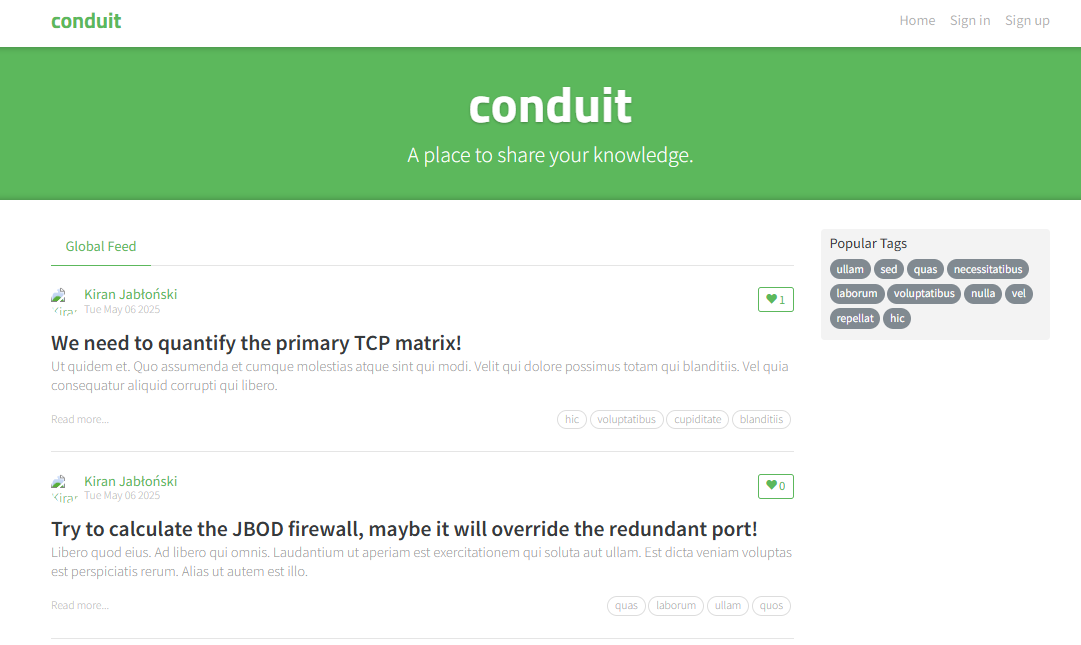 conduit
Home Sign in Sign up
conduit
A place to share your knowledge.
Global Feed
Kiran Jabłoński
Tue May 06 2025
1
We need to quantify the primary TCP matrix!
Ut quidem et. Quo assumenda et cumque molestias atque sint qui modi. Velit qui dolore possimus totam qui blanditiis. Vel quia
consequatur aliquid corrupti qui libero.
Read more...
hic voluptatibus cupiditate blanditiis
Kiran Jabłoński
Tue May 06 2025
0
Try to calculate the JBOD firewall, maybe it will override the redundant port!
Libero quod eius. Ad libero qui omnis. Laudantium ut aperiam est exercitationem qui soluta aut ullam. Est dicta veniam voluptas
est perspiciatis rerum. Alias ut autem est illo.
Read more...
quas laborum ullam quos
Popular Tags
ullam sed quas necessitatibus
laborum voluptatibus nulla vel
repellat hic